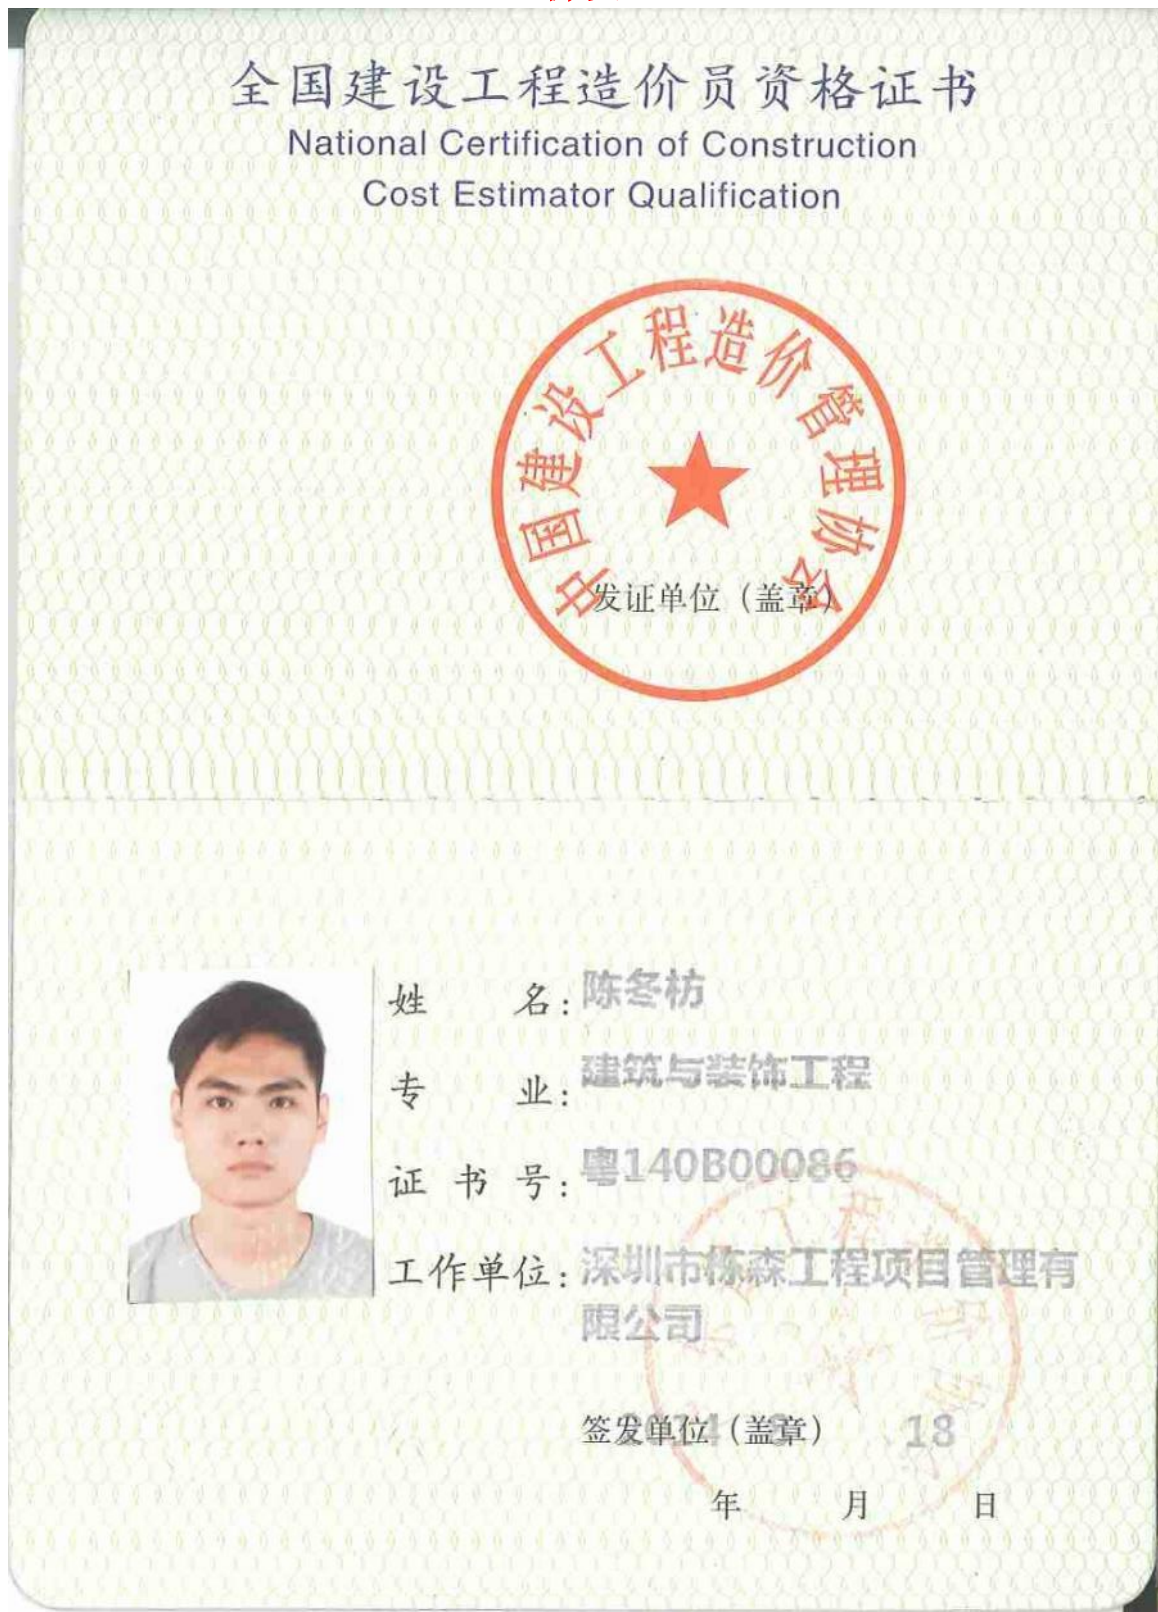 全国建设工程造价员资格证书
National Certification of Construction
Cost Estimator Qualification
中国建设工程造价管理协会
发证单位（盖章）
姓 名：陈冬枋
专 业：建筑与装饰工程
证 书 号：粤140B00086
工作单位：深圳市栋森工程项目管理有
限公司
签发单位（盖章）
2014 18
年 月 日